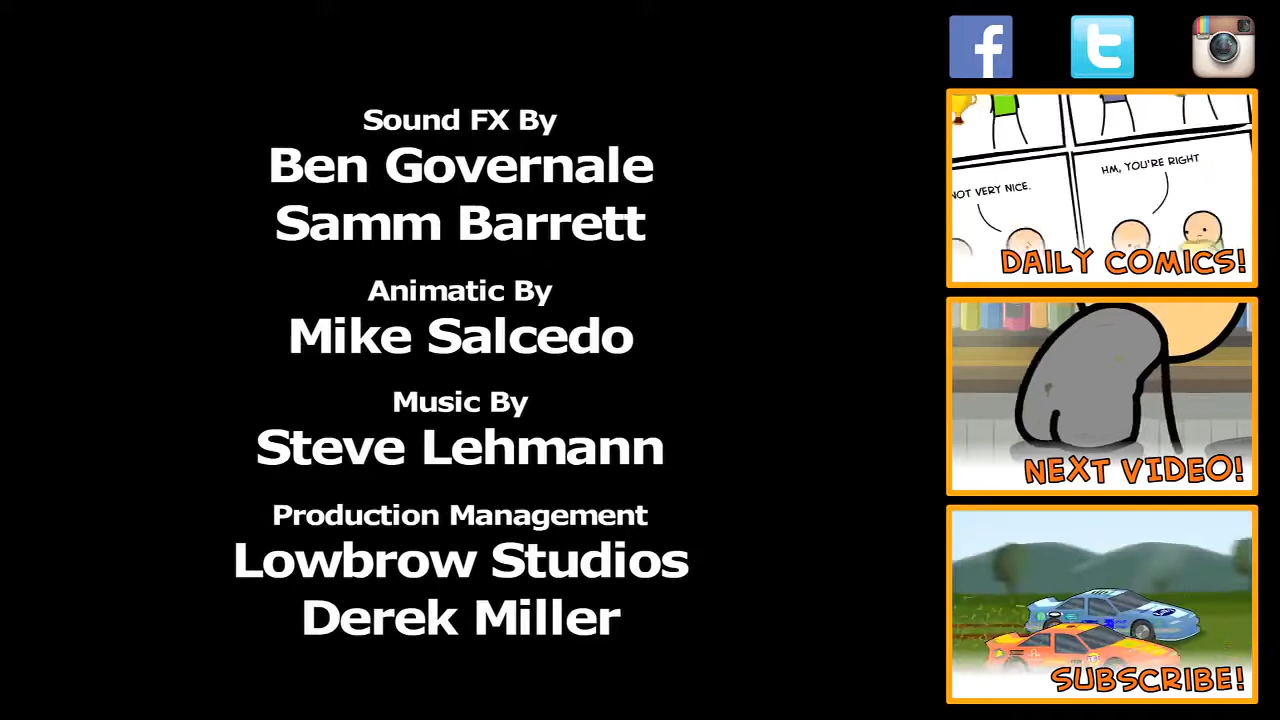 Sound FX By
Ben Governale
Samm Barrett
Animatic By
Mike Salcedo
Music By
Steve Lehmann
Production Management
Lowbrow Studios
Derek Miller
HM, YOU'RE RIGHT
NOT VERY NICE.
DAILY COMICS!
NEXT VIDEO!
SUBSCRIBE!